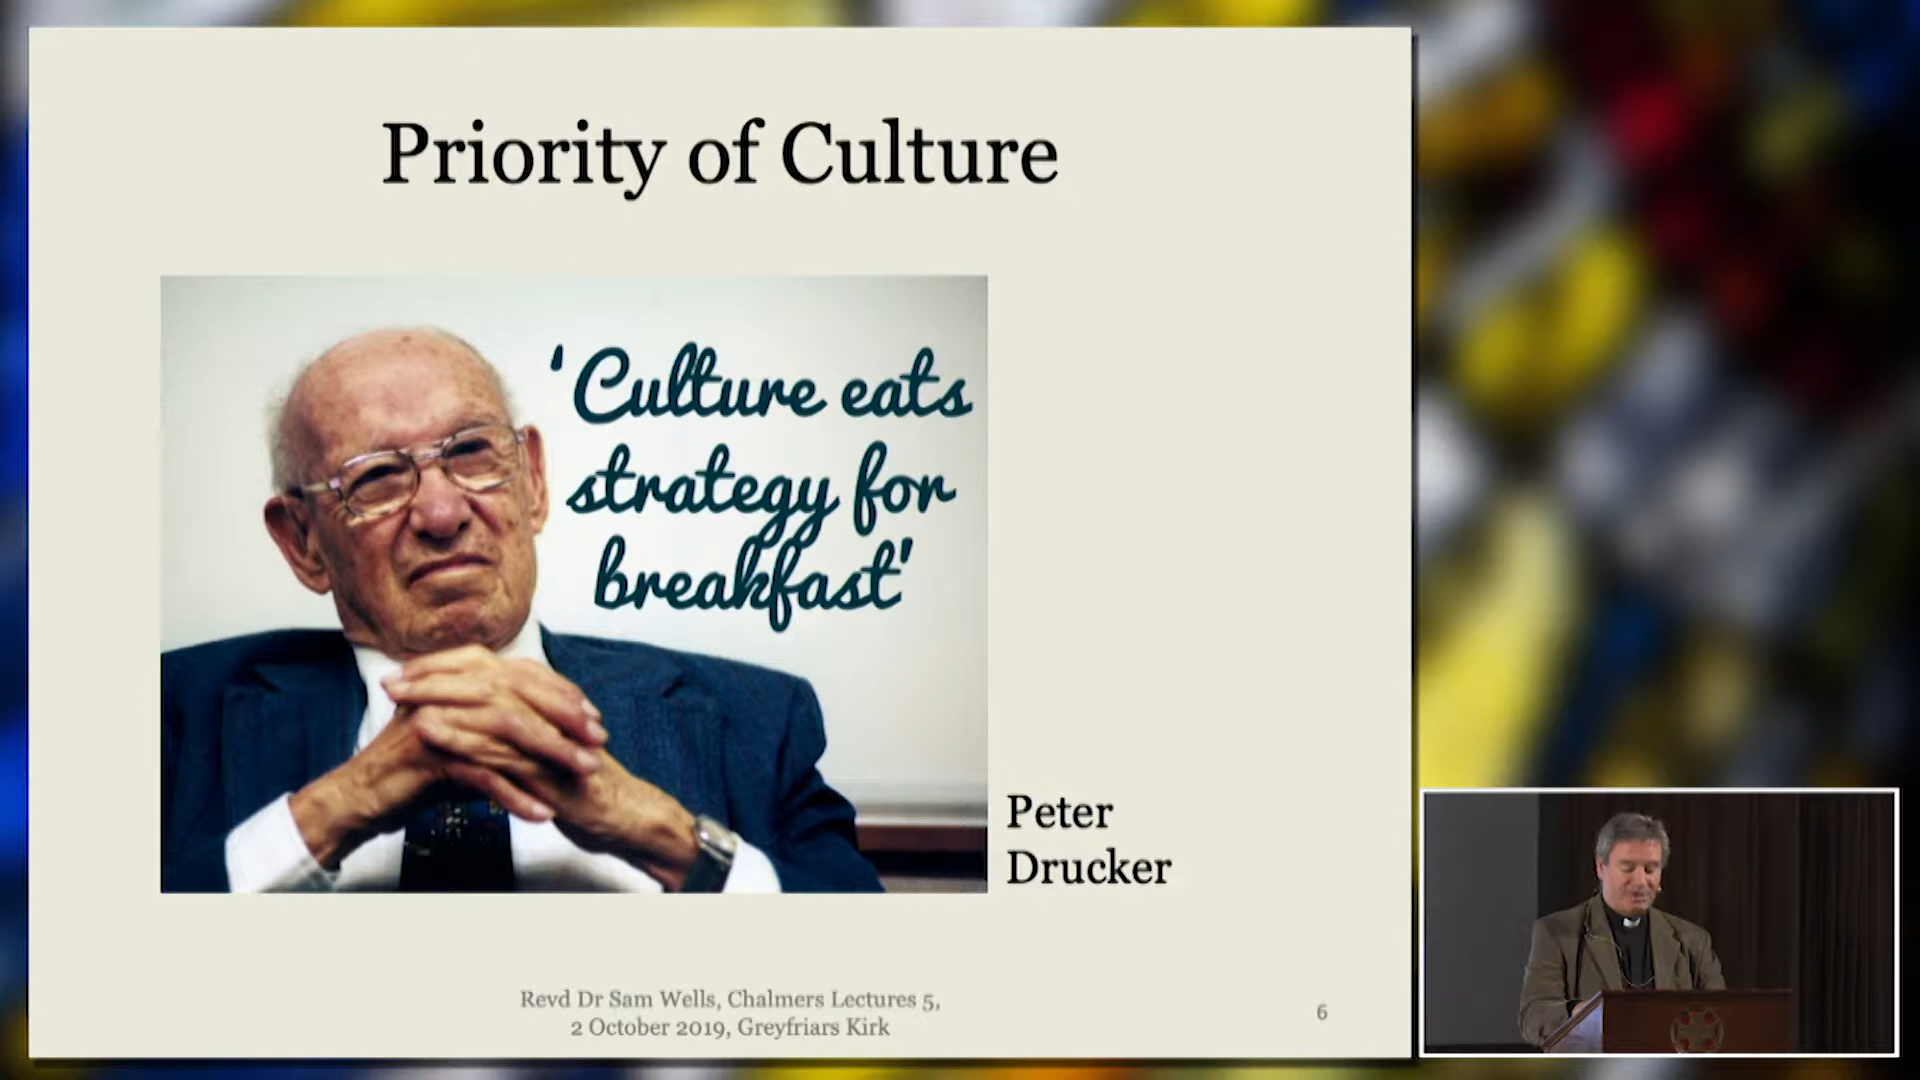 Priority of Culture
‘Culture eats
strategy for
breakfast’
Peter
Drucker
Revd Dr Sam Wells, Chalmers Lectures 5,
2 October 2019, Greyfriars Kirk
6